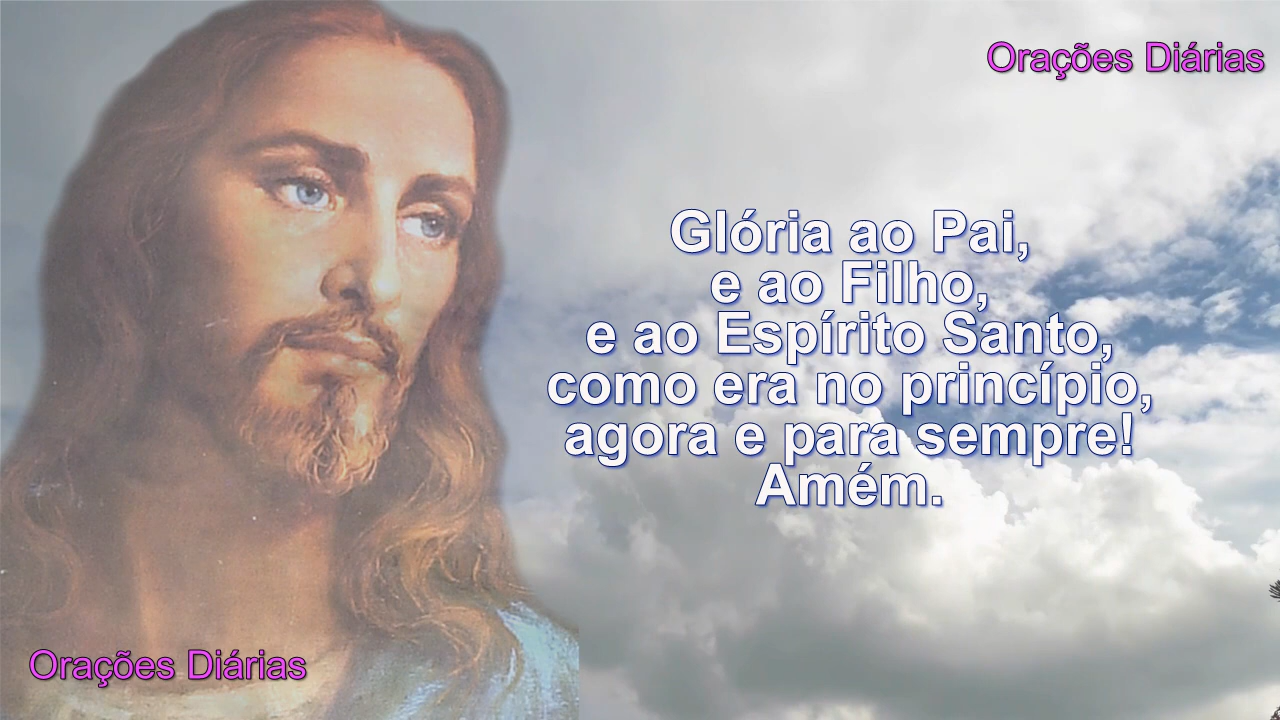 Orações Diárias
Glória ao Pai,
e ao Filho,
e ao Espírito Santo,
como era no princípio,
agora e para sempre!
Amém.
Orações Diárias